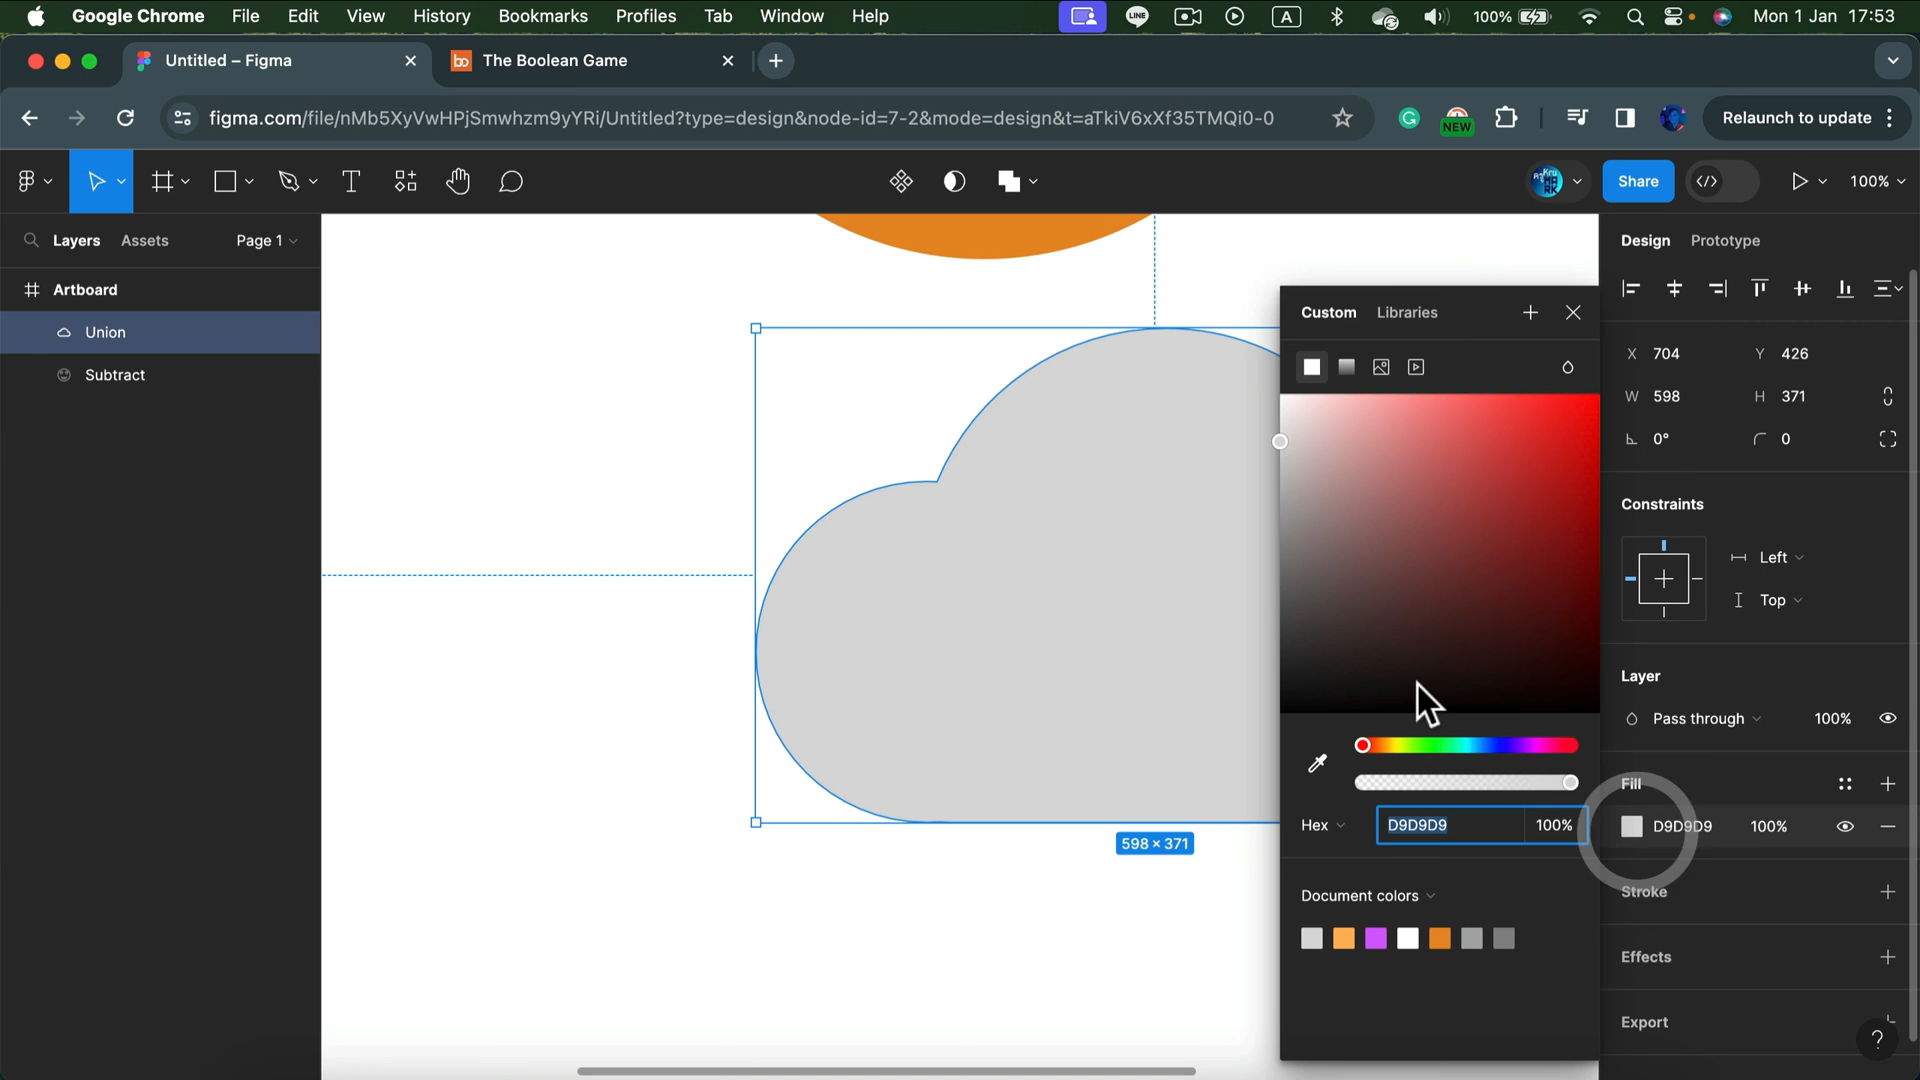 Google Chrome File Edit View History Bookmarks Profiles Tab Window Help LINE A 100% Mon 1 Jan 17:53
Untitled – Figma bo The Boolean Game
figma.com/file/nMb5XyVwHPjSmwhzm9yYRi/Untitled?type=design&node-id=7-2&mode=design&t=aTkiV6xXf35TMQi0-0 NEW Relaunch to update
Share 100%
Layers Assets Page 1
Artboard
Union
Subtract
598 × 371
Custom Libraries
Hex D9D9D9 100%
Document colors
Design Prototype
X 704 Y 426
W 598 H 371
0° 0
Constraints
Left
Top
Layer
Pass through 100%
Fill
D9D9D9 100%
Stroke
Effects
Export
?